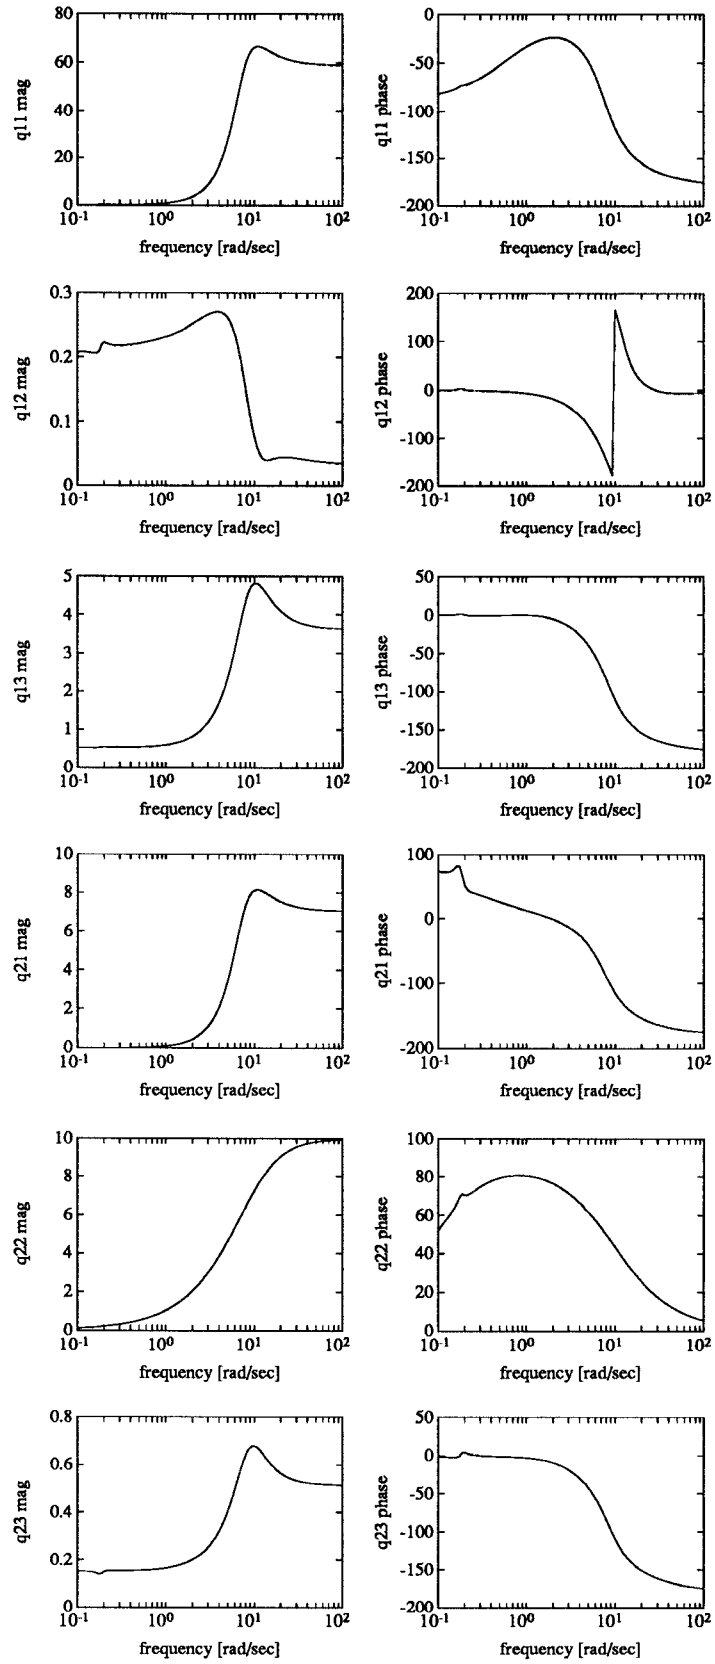 q11 mag
80
60
40
20
0
10-1 100 101 102
frequency [rad/sec]
q11 phase
0
-50
-100
-150
-200
10-1 100 101 102
frequency [rad/sec]
q12 mag
0.3
0.2
0.1
0
10-1 100 101 102
frequency [rad/sec]
q12 phase
200
100
0
-100
-200
10-1 100 101 102
frequency [rad/sec]
q13 mag
5
4
3
2
1
0
10-1 100 101 102
frequency [rad/sec]
q13 phase
50
0
-50
-100
-150
-200
10-1 100 101 102
frequency [rad/sec]
q21 mag
10
8
6
4
2
0
10-1 100 101 102
frequency [rad/sec]
q21 phase
100
0
-100
-200
10-1 100 101 102
frequency [rad/sec]
q22 mag
10
8
6
4
2
0
10-1 100 101 102
frequency [rad/sec]
q22 phase
100
80
60
40
20
0
10-1 100 101 102
frequency [rad/sec]
q23 mag
0.8
0.6
0.4
0.2
0
10-1 100 101 102
frequency [rad/sec]
q23 phase
50
0
-50
-100
-150
-200
10-1 100 101 102
frequency [rad/sec]